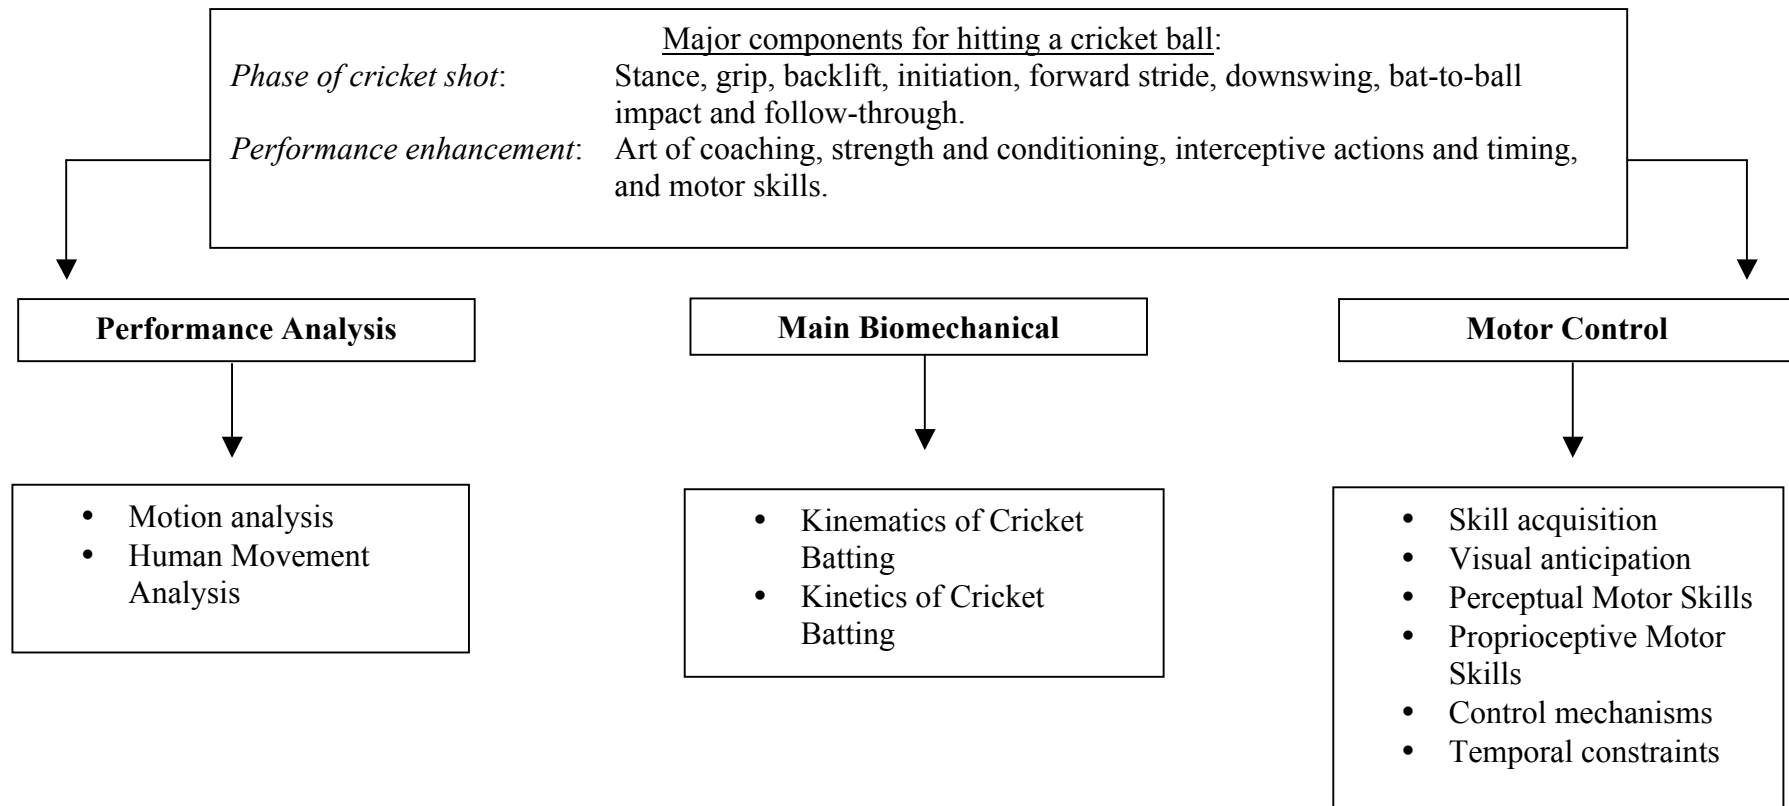 Major components for hitting a cricket ball:
Phase of cricket shot: Stance, grip, backlift, initiation, forward stride, downswing, bat-to-ball
impact and follow-through.
Performance enhancement: Art of coaching, strength and conditioning, interceptive actions and timing,
and motor skills.
Performance Analysis
Main Biomechanical
Motor Control
• Motion analysis
• Human Movement
Analysis
• Kinematics of Cricket
Batting
• Kinetics of Cricket
Batting
• Skill acquisition
• Visual anticipation
• Perceptual Motor Skills
• Proprioceptive Motor
Skills
• Control mechanisms
• Temporal constraints